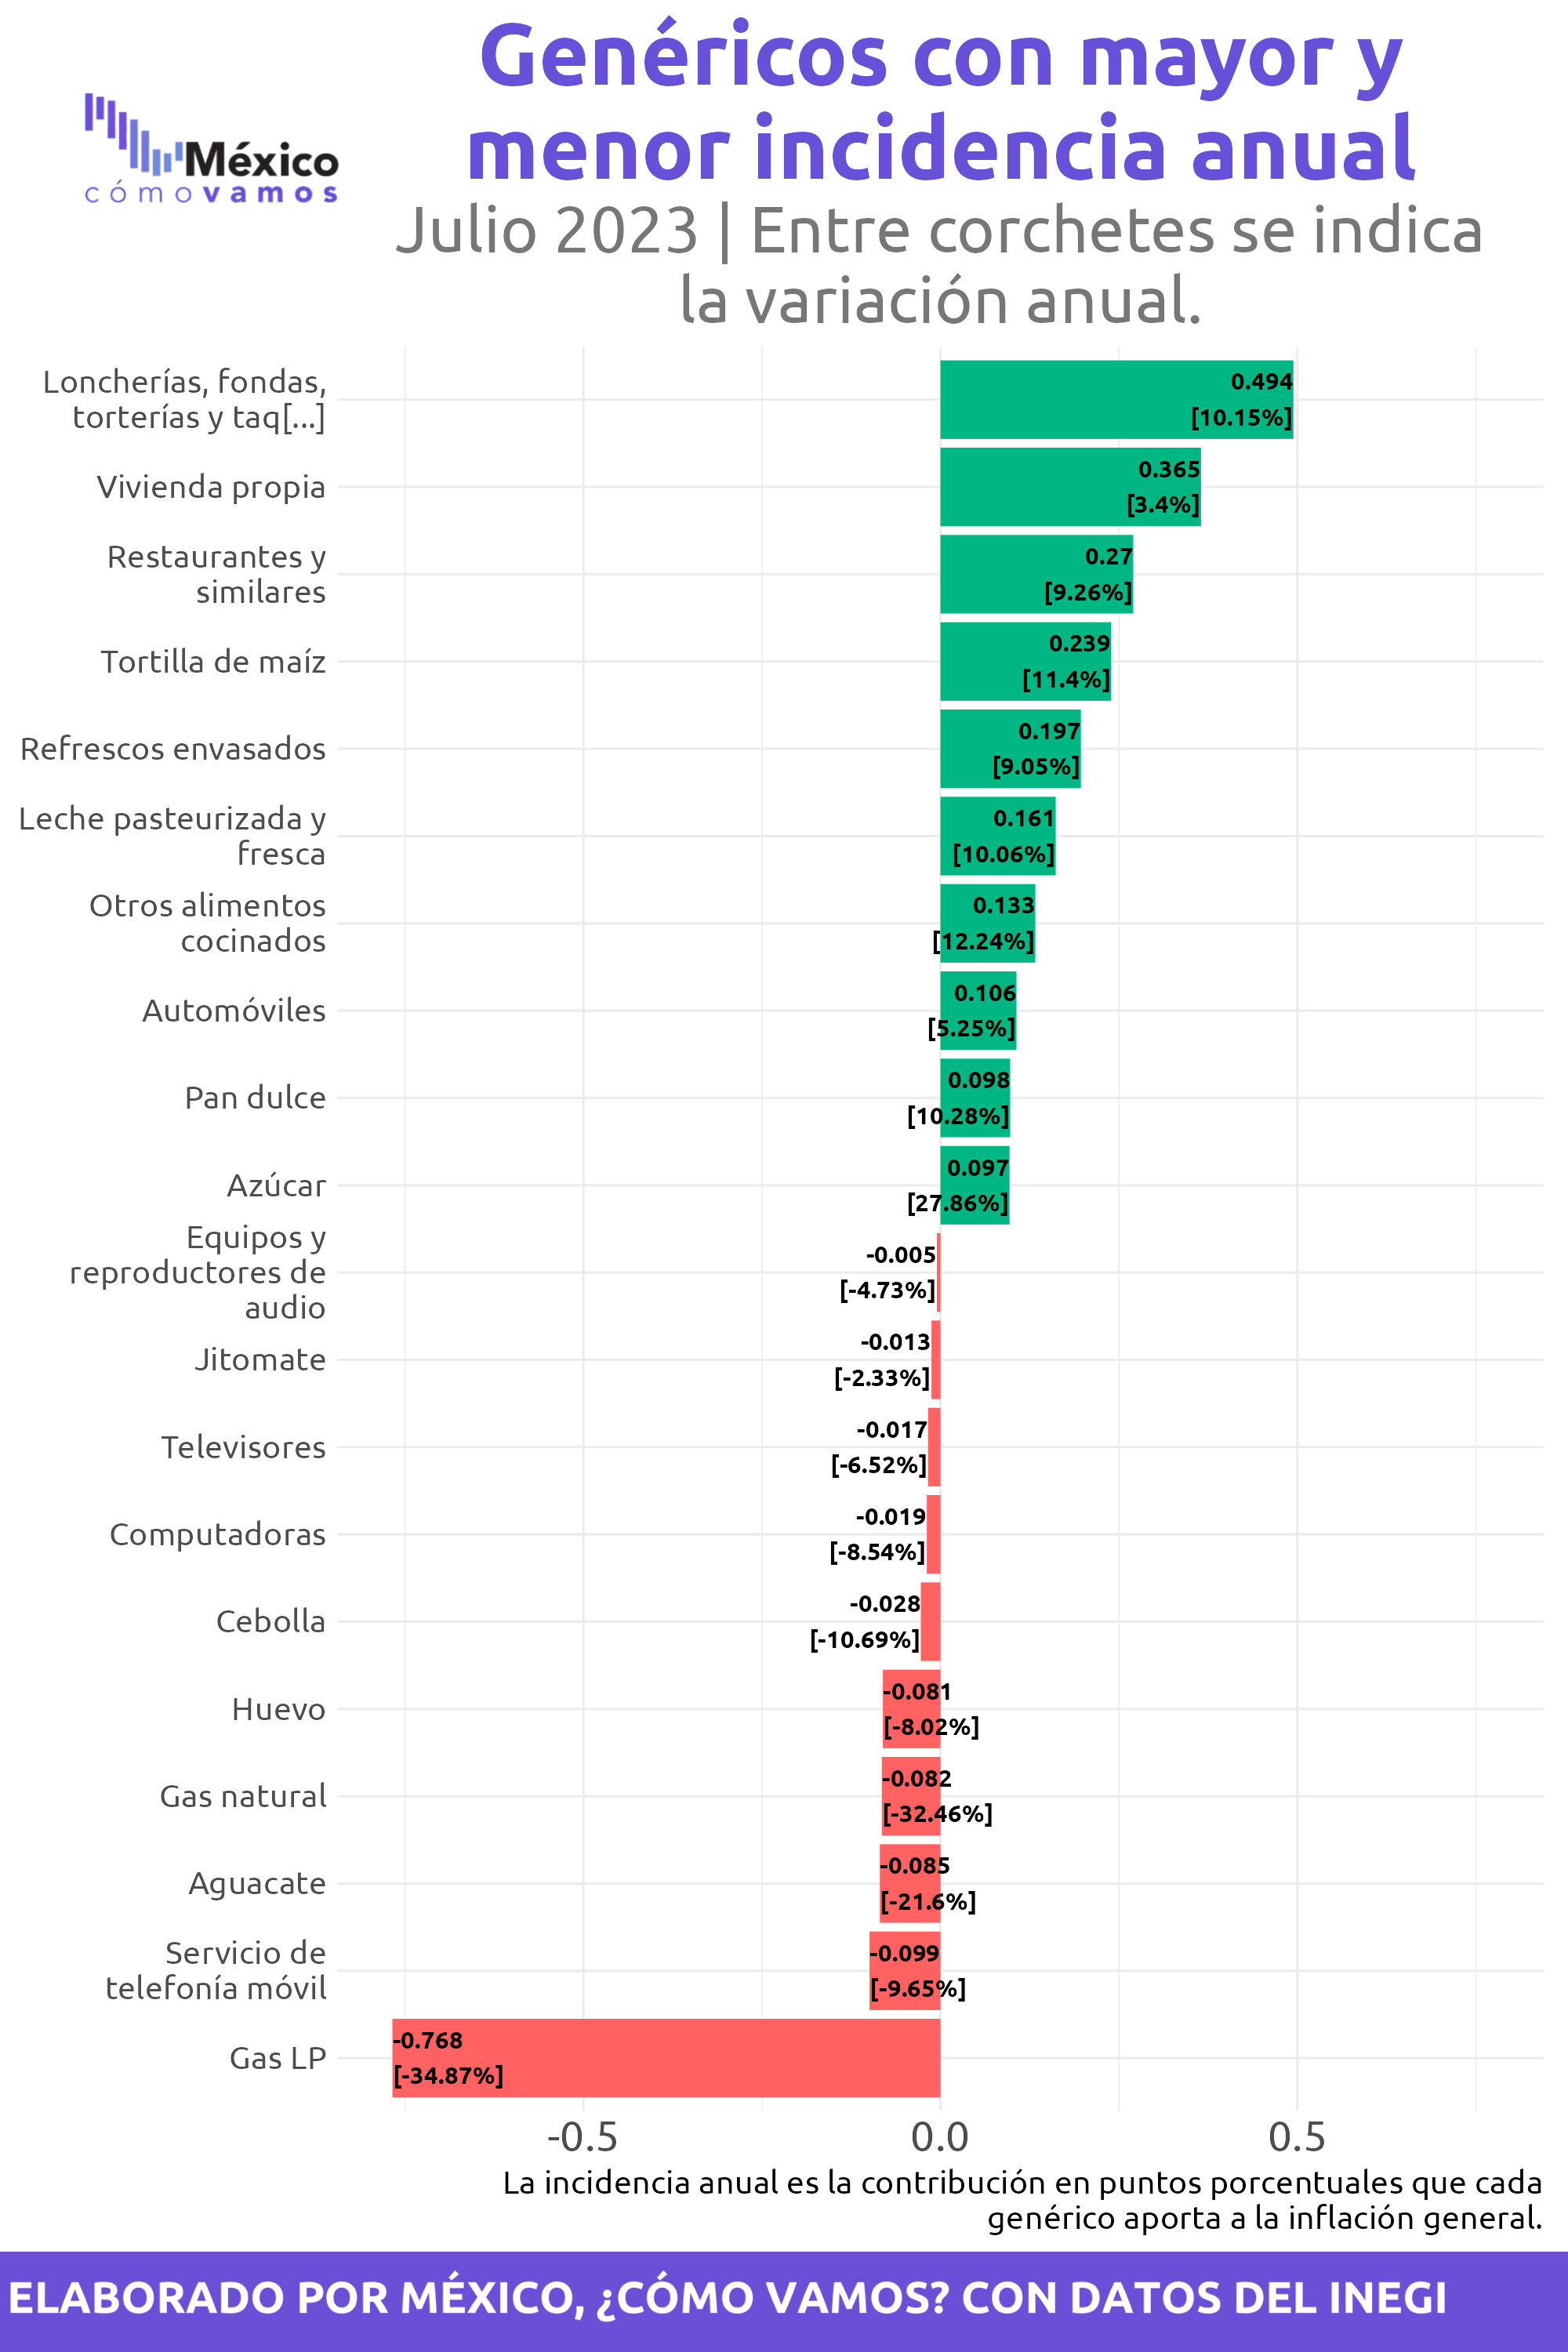 Genéricos con mayor y
menor incidencia anual
México
cómovamos
Julio 2023 | Entre corchetes se indica
la variación anual.
Loncherías, fondas,
torterías y taq[...]
0.494
[10.15%]
Vivienda propia
0.365
[3.4%]
Restaurantes y
similares
0.27
[9.26%]
Tortilla de maíz
0.239
[11.4%]
Refrescos envasados
0.197
[9.05%]
Leche pasteurizada y
fresca
0.161
[10.06%]
Otros alimentos
cocinados
0.133
[12.24%]
Automóviles
0.106
[5.25%]
Pan dulce
0.098
[10.28%]
Azúcar
0.097
[27.86%]
Equipos y
reproductores de
audio
-0.005
[-4.73%]
Jitomate
-0.013
[-2.33%]
Televisores
-0.017
[-6.52%]
Computadoras
-0.019
[-8.54%]
Cebolla
-0.028
[-10.69%]
Huevo
-0.081
[-8.02%]
Gas natural
-0.082
[-32.46%]
Aguacate
-0.085
[-21.6%]
Servicio de
telefonía móvil
-0.099
[-9.65%]
Gas LP
-0.768
[-34.87%]
-0.5
0.0
0.5
La incidencia anual es la contribución en puntos porcentuales que cada
genérico aporta a la inflación general.
ELABORADO POR MÉXICO, ¿CÓMO VAMOS? CON DATOS DEL INEGI